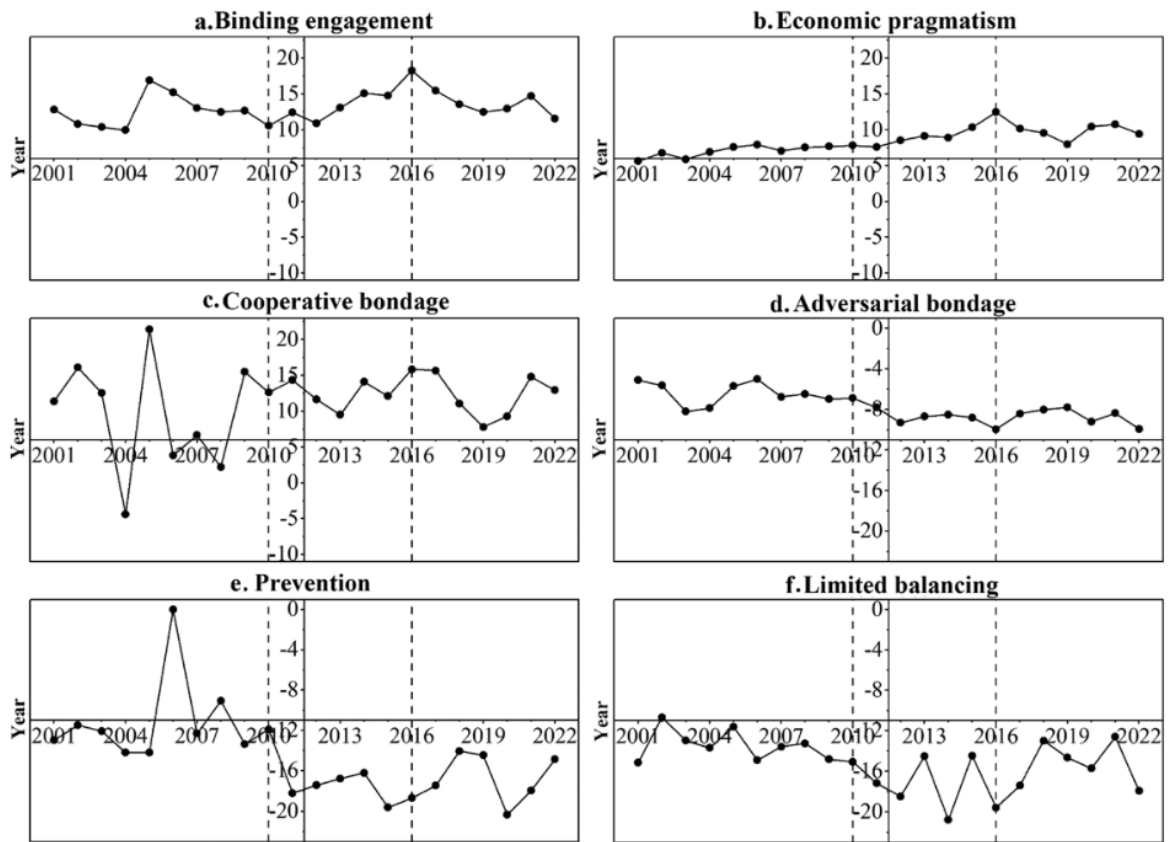 a. Binding engagement
20
15
10
5
0
-5
-10
Year
2001 2004 2007 2010 2013 2016 2019 2022
b. Economic pragmatism
20
15
10
5
0
-5
-10
Year
2001 2004 2007 2010 2013 2016 2019 2022
c. Cooperative bondage
20
15
10
5
0
-5
-10
Year
2001 2004 2007 2010 2013 2016 2019 2022
d. Adversarial bondage
0
-4
-8
-12
-16
-20
Year
2001 2004 2007 2010 2013 2016 2019 2022
e. Prevention
0
-4
-8
-12
-16
-20
Year
2001 2004 2007 2010 2013 2016 2019 2022
f. Limited balancing
0
-4
-8
-12
-16
-20
Year
2001 2004 2007 2010 2013 2016 2019 2022